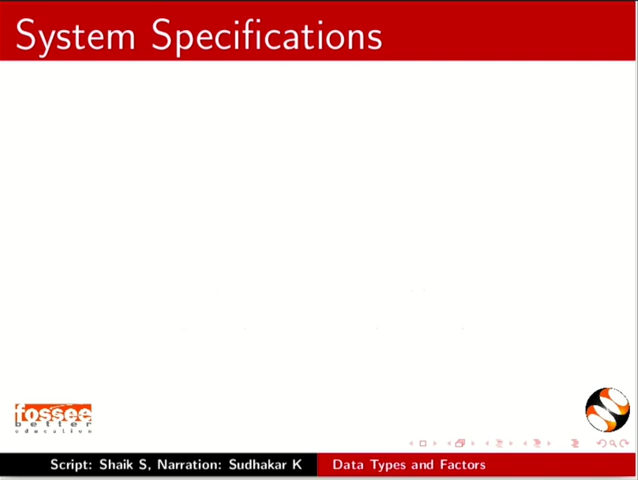 System Specifications
fossee
better
education
Script: Shaik S, Narration: Sudhakar K
Data Types and Factors